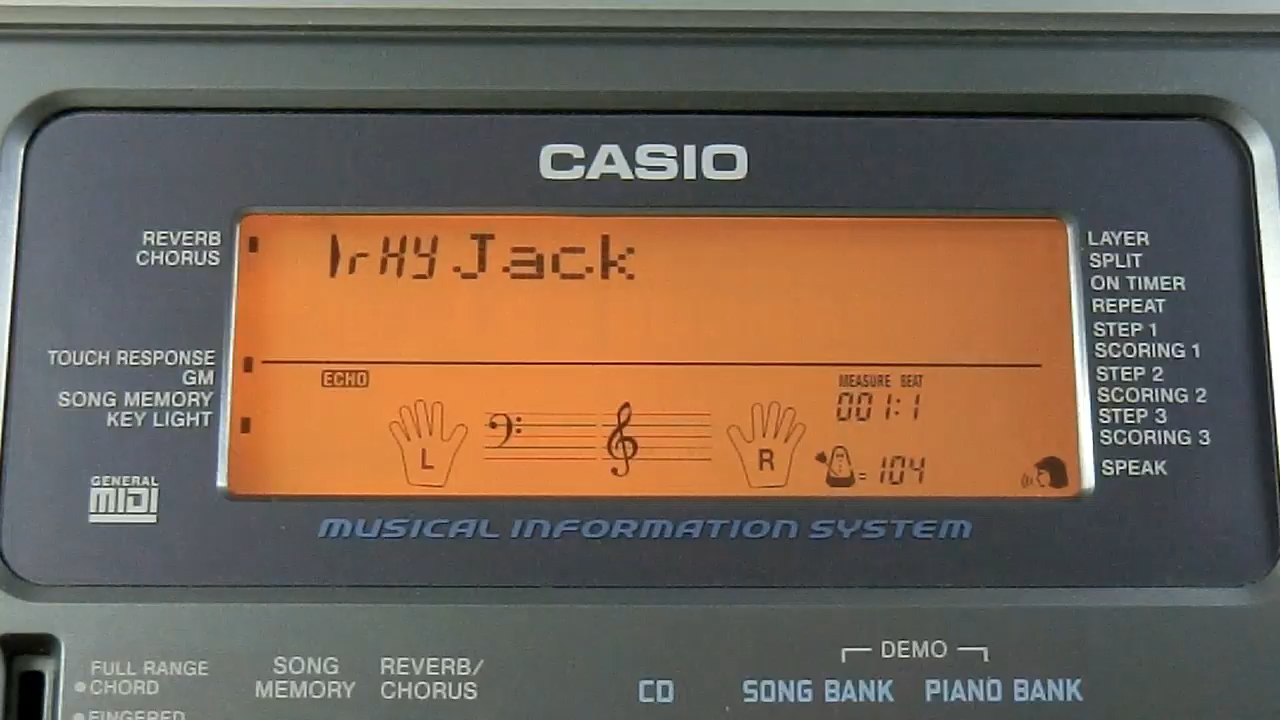 CASIO
REVERB
CHORUS
Jack
TOUCH RESPONSE
GM
SONG MEMORY
KEY LIGHT
GENERAL
MIDI
ECHO
L
R
MEASURE BEAT
001:1
= 104
LAYER
SPLIT
ON TIMER
REPEAT
STEP 1
SCORING 1
STEP 2
SCORING 2
STEP 3
SCORING 3
SPEAK
MUSICAL INFORMATION SYSTEM
FULL RANGE
CHORD
FINGERED
SONG
MEMORY
REVERB/
CHORUS
CD
DEMO
SONG BANK
PIANO BANK